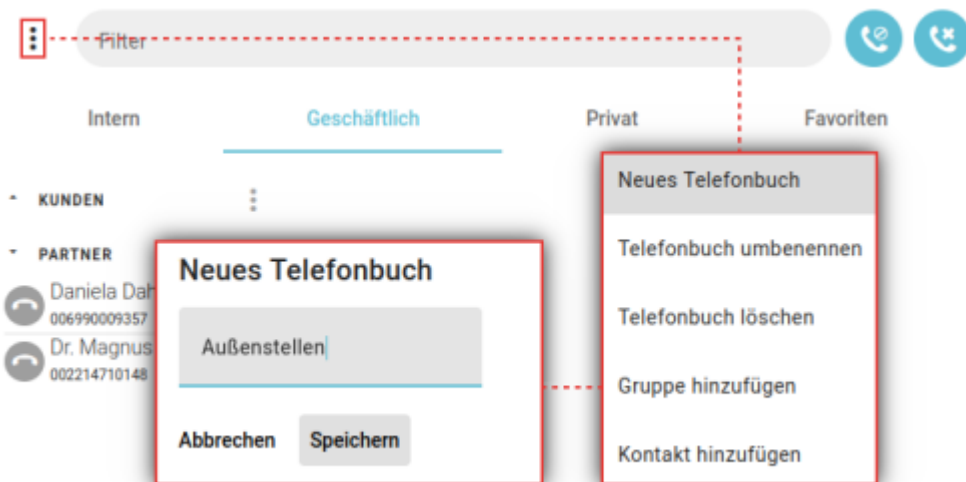 Filter
Intern Geschäftlich Privat Favoriten
KUNDEN
PARTNER
Daniela Dah
006990009357
Dr. Magnus
002214710148
Neues Telefonbuch
Außenstellen
Abbrechen Speichern
Neues Telefonbuch
Telefonbuch umbenennen
Telefonbuch löschen
Gruppe hinzufügen
Kontakt hinzufügen